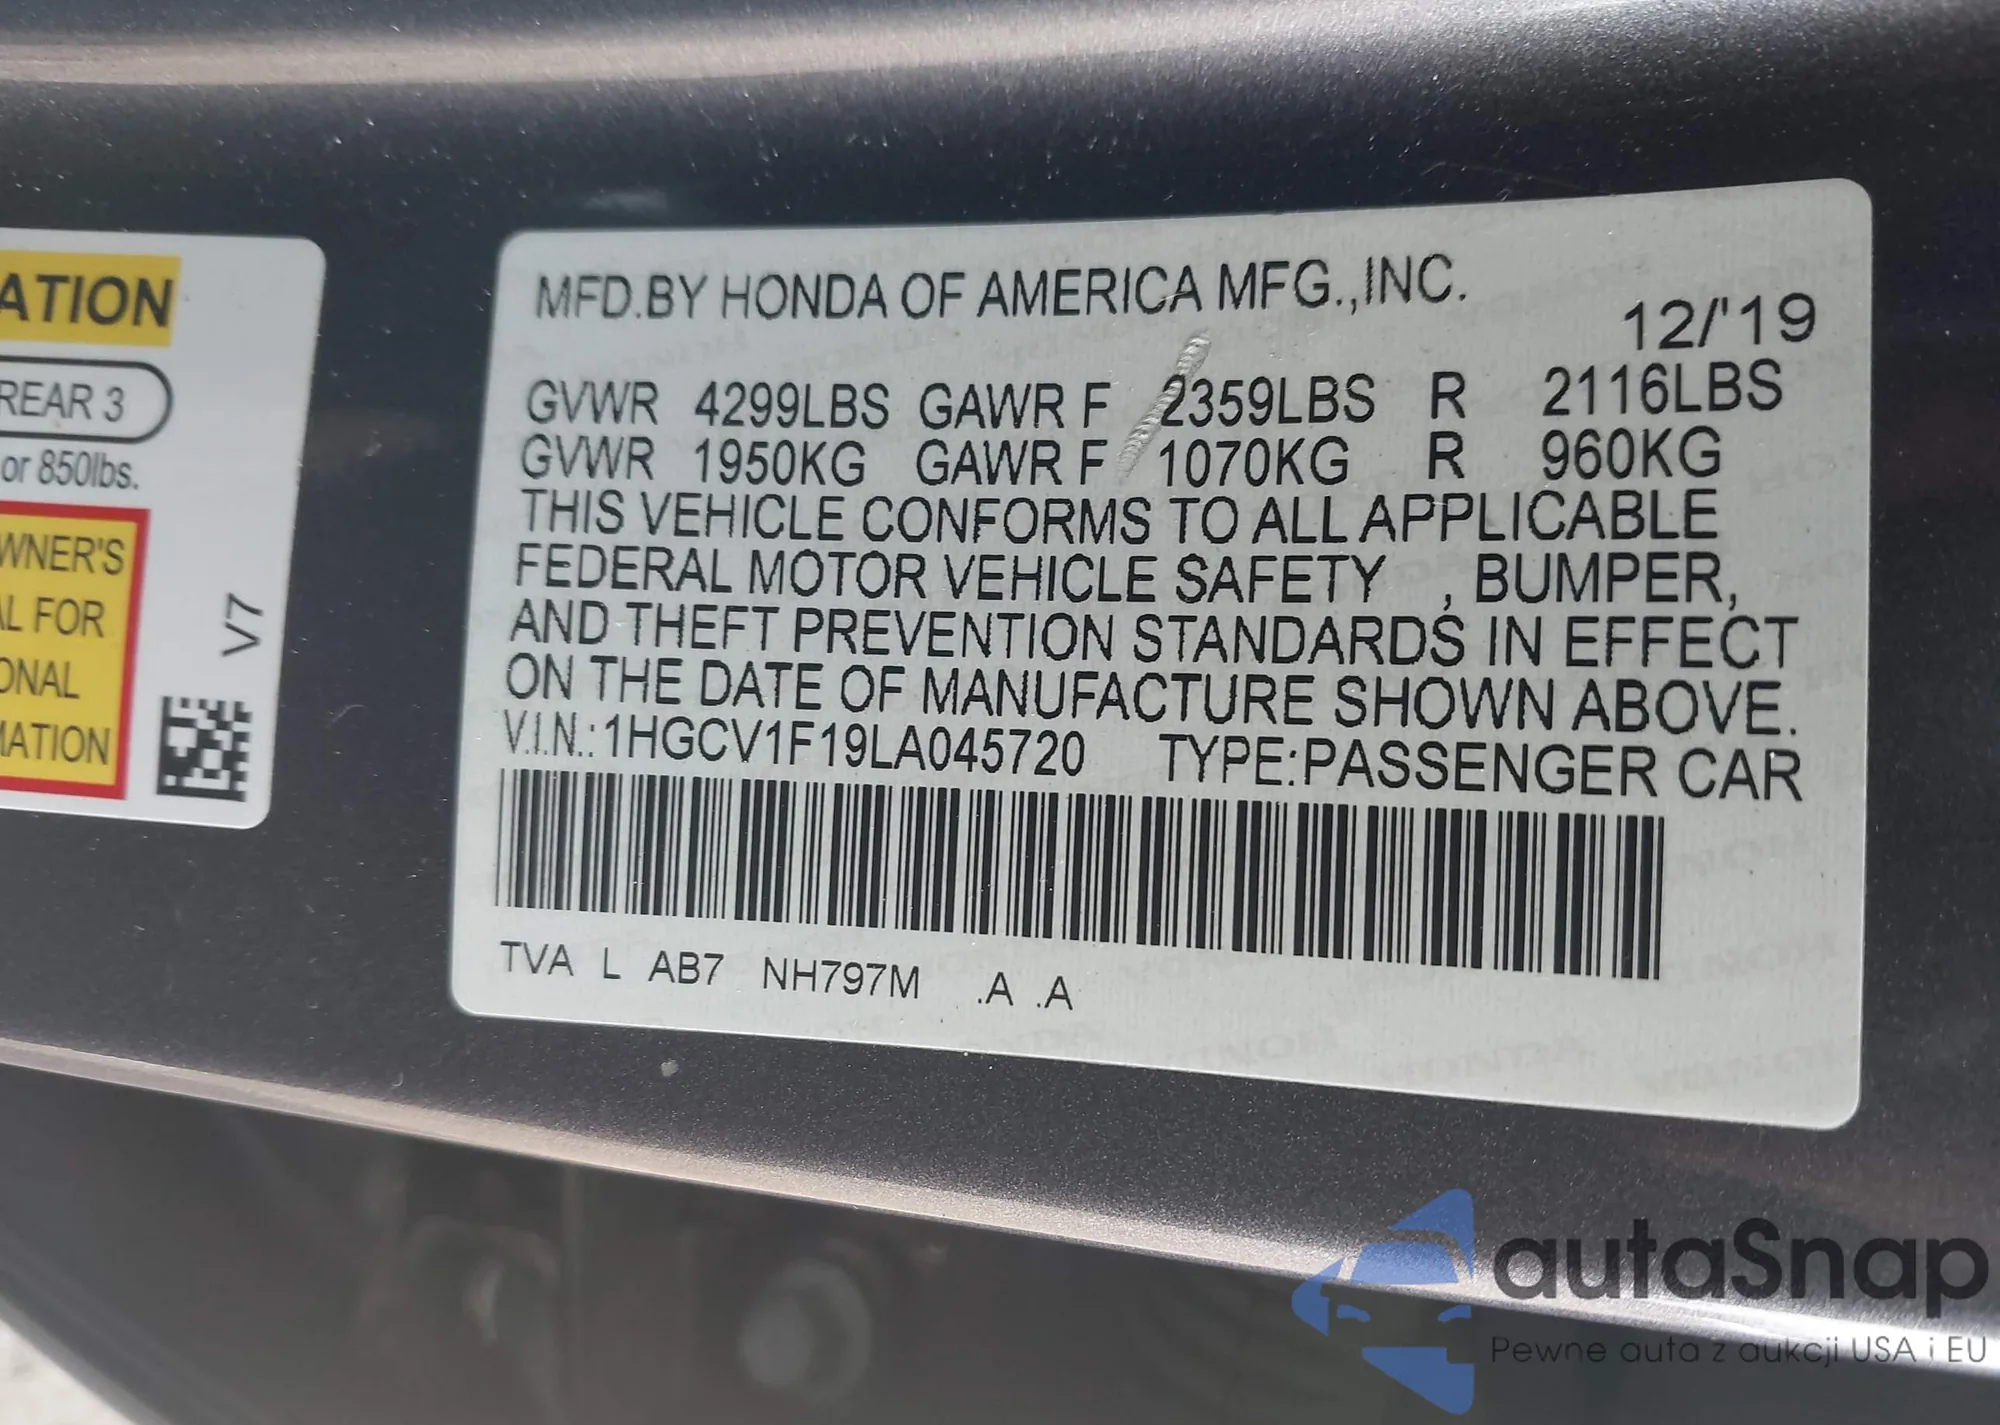 ATION
REAR 3
or 850lbs.
WNER'S
AL FOR
ONAL
MATION
V7
MFD.BY HONDA OF AMERICA MFG.,INC.
12/'19
GVWR 4299LBS GAWR F 2359LBS R 2116LBS
GVWR 1950KG GAWR F 1070KG R 960KG
THIS VEHICLE CONFORMS TO ALL APPLICABLE
FEDERAL MOTOR VEHICLE SAFETY , BUMPER,
AND THEFT PREVENTION STANDARDS IN EFFECT
ON THE DATE OF MANUFACTURE SHOWN ABOVE.
V.I.N.:1HGCV1F19LA045720 TYPE:PASSENGER CAR
TVA L AB7 NH797M .A .A
autaSnap
Pewne auta z aukcji USA i EU